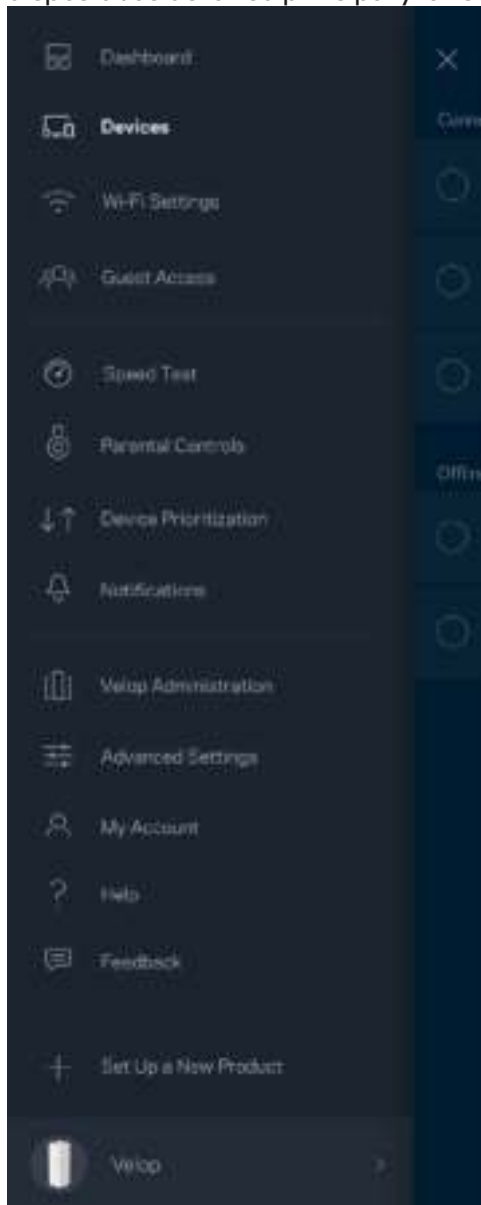 Dashboard
Devices
Wi-Fi Settings
Guest Access
Speed Test
Parental Controls
Device Prioritization
Notifications
Velop Administration
Advanced Settings
My Account
Help
Feedback
Set Up a New Product
Velop